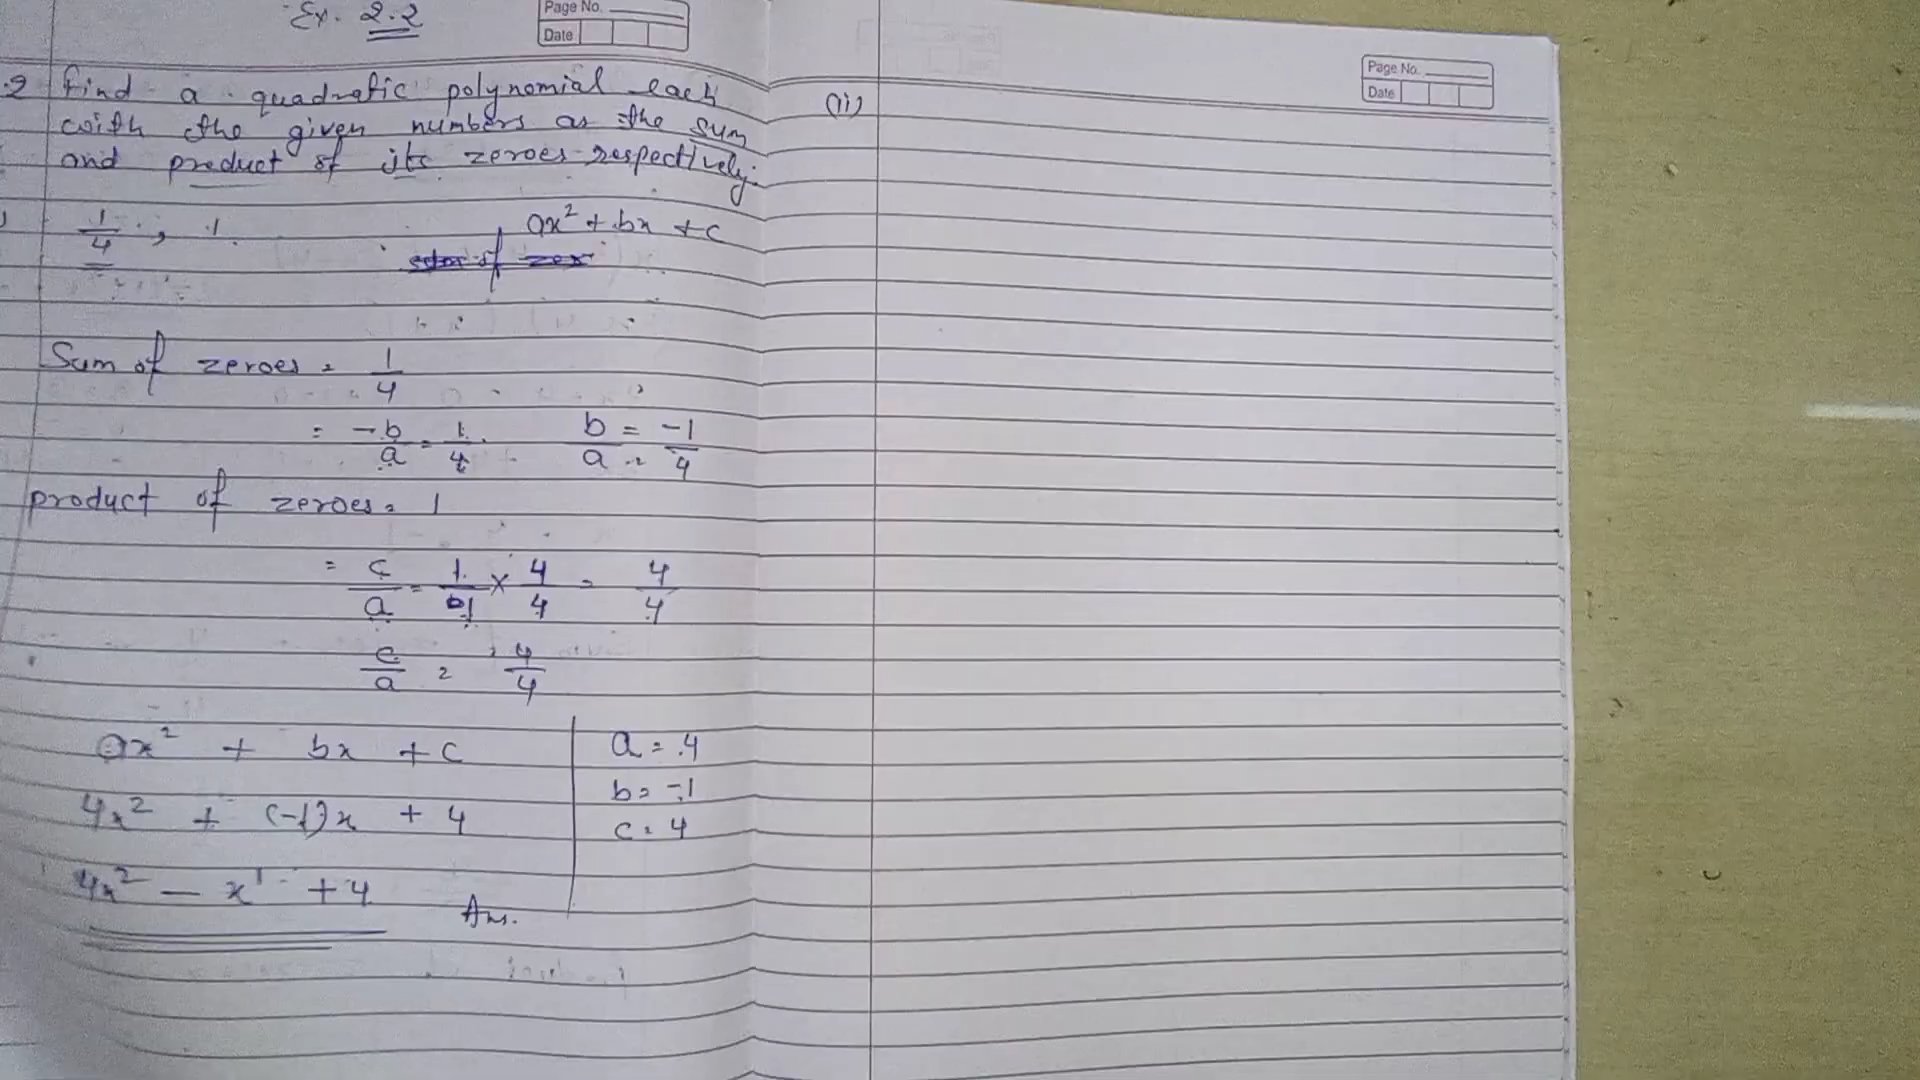 Ex. 2.2
Page No.
Date
2 find a quadratic polynomial each
with the given numbers as the sum
and product of its zeroes respectively.
1/4 , 1
ax² + bx + c
Sum of zeroes = 1/4
= -b/a = 1/4 b/a = -1/4
product of zeroes = 1
= c/a = 1/1 × 4/4 = 4/4
c/a = 4/4
ax² + bx + c
a = 4
b = -1
c = 4
4x² + (-1)x + 4
4x² - x¹ + 4 Ans.
(ii)
Page No.
Date